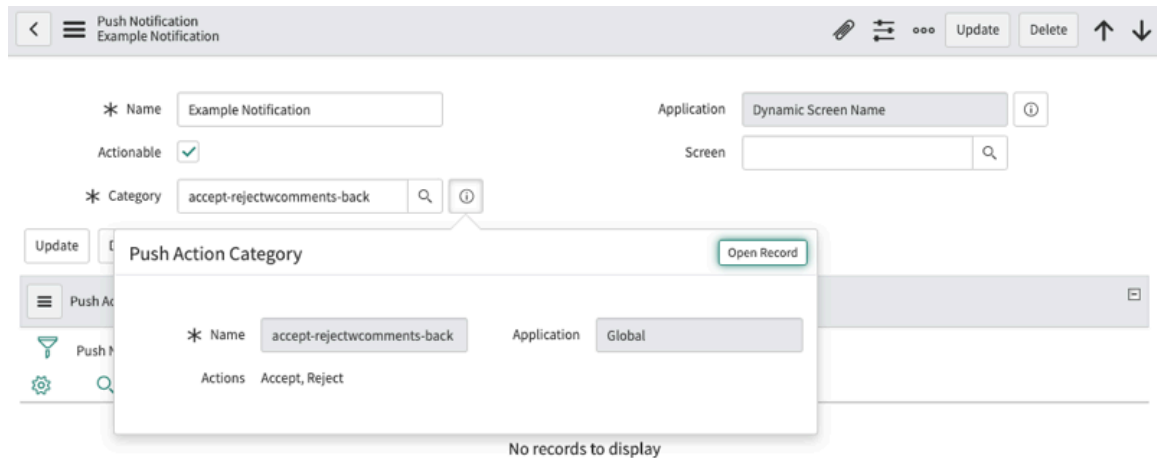 Push Notification
Example Notification
Update Delete
Name Example Notification Application Dynamic Screen Name
Actionable Screen
Category accept-rejectwcomments-back
Update
Push Action Category Open Record
Push
Name accept-rejectwcomments-back Application Global
Push
Actions Accept, Reject
No records to display